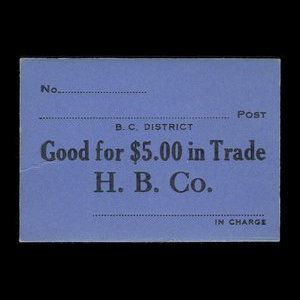 No.
Post
B. C. DISTRICT
Good for $5.00 in Trade
H. B. Co.
IN CHARGE